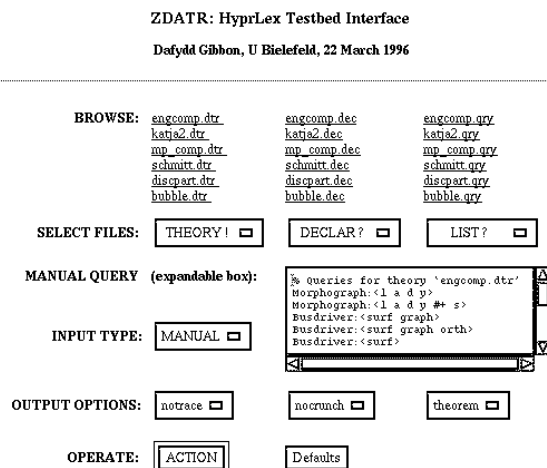 ZDATR: HyprLex Testbed Interface
Dafydd Gibbon, U Bielefeld, 22 March 1996
BROWSE: engcomp.dtr engcomp.dec engcomp.qry
katja2.dtr katja2.dec katja2.qry
mp_comp.dtr mp_comp.dec mp_comp.qry
schmitt.dtr schmitt.dec schmitt.qry
discpart.dtr discpart.dec discpart.qry
bubble.dtr bubble.dec bubble.qry
SELECT FILES: THEORY! DECLAR? LIST?
MANUAL QUERY (expandable box):
% Queries for theory `engcomp.dtr'
Morphograph:<l a d y>
Morphograph:<l a d y #+ s>
Busdriver:<surf graph>
Busdriver:<surf graph orth>
Busdriver:<surf>
INPUT TYPE: MANUAL
OUTPUT OPTIONS: notrace nocrunch theorem
OPERATE: ACTION Defaults